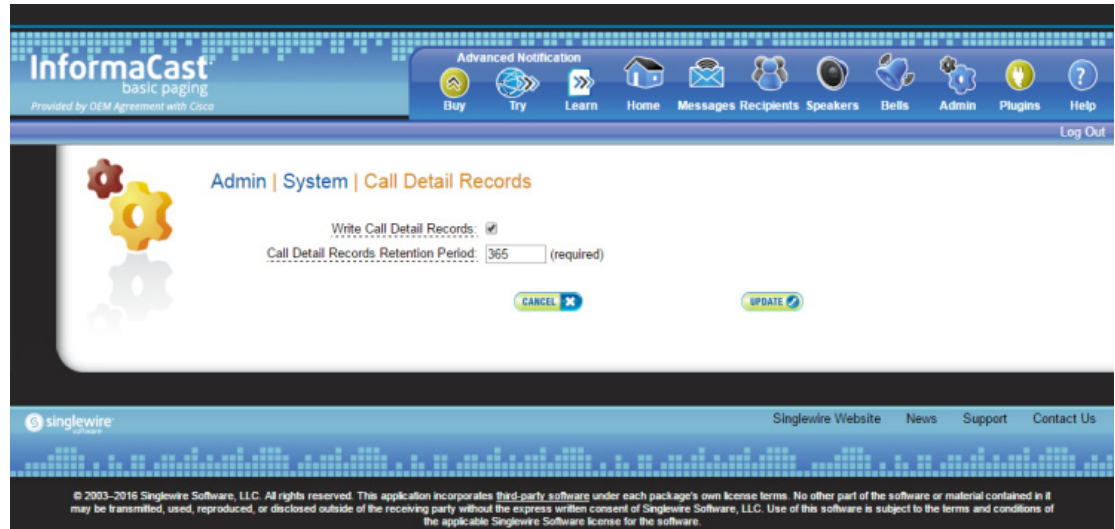 InformaCast
basic paging
Provided by OEM Agreement with Cisco
Advanced Notification
Buy Try Learn Home Messages Recipients Speakers Bells Admin Plugins Help
Log Out
Admin | System | Call Detail Records
Write Call Detail Records:
Call Detail Records Retention Period: 365 (required)
CANCEL UPDATE
singlewire software
Singlewire Website News Support Contact Us
© 2003–2016 Singlewire Software, LLC. All rights reserved. This application incorporates third-party software under each package's own license terms. No other part of the software or material contained in it
may be transmitted, used, reproduced, or disclosed outside of the receiving party without the express written consent of Singlewire Software, LLC. Use of this software is subject to the terms and conditions of
the applicable Singlewire Software license for the software.